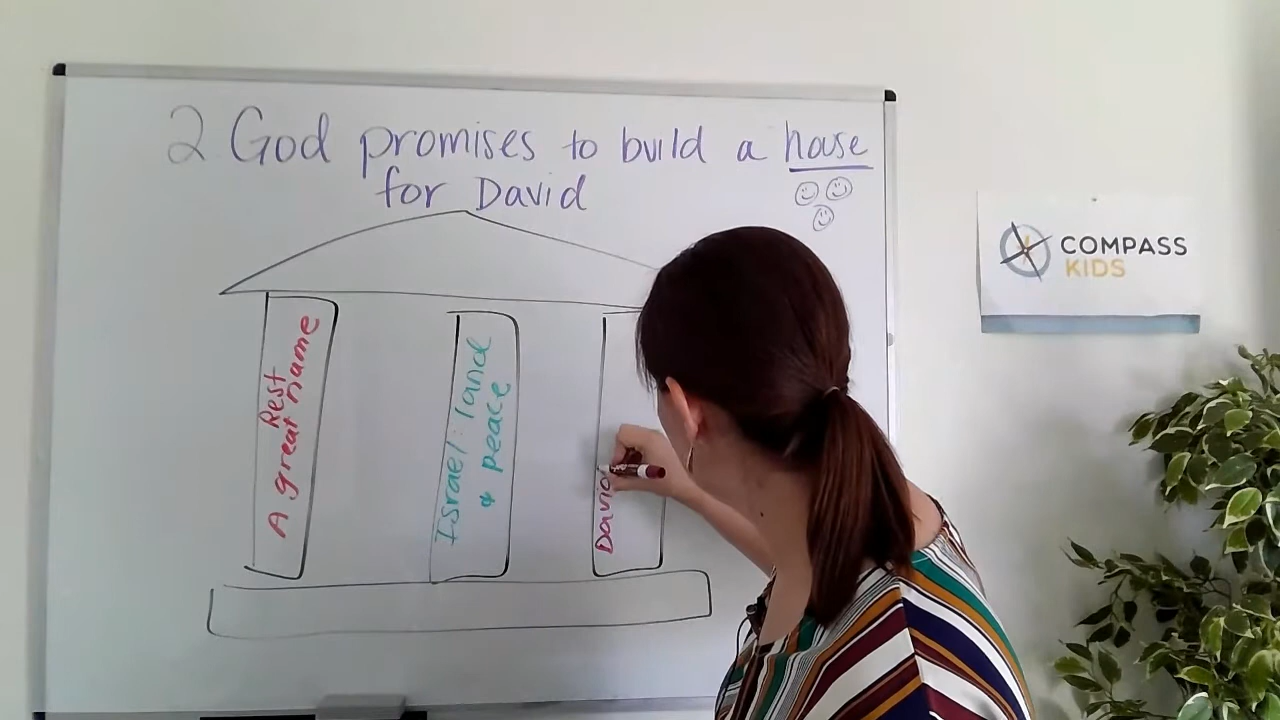 2 God promises to build a house
for David
Rest
A great name
Israel: land
& peace
David
COMPASS
KIDS